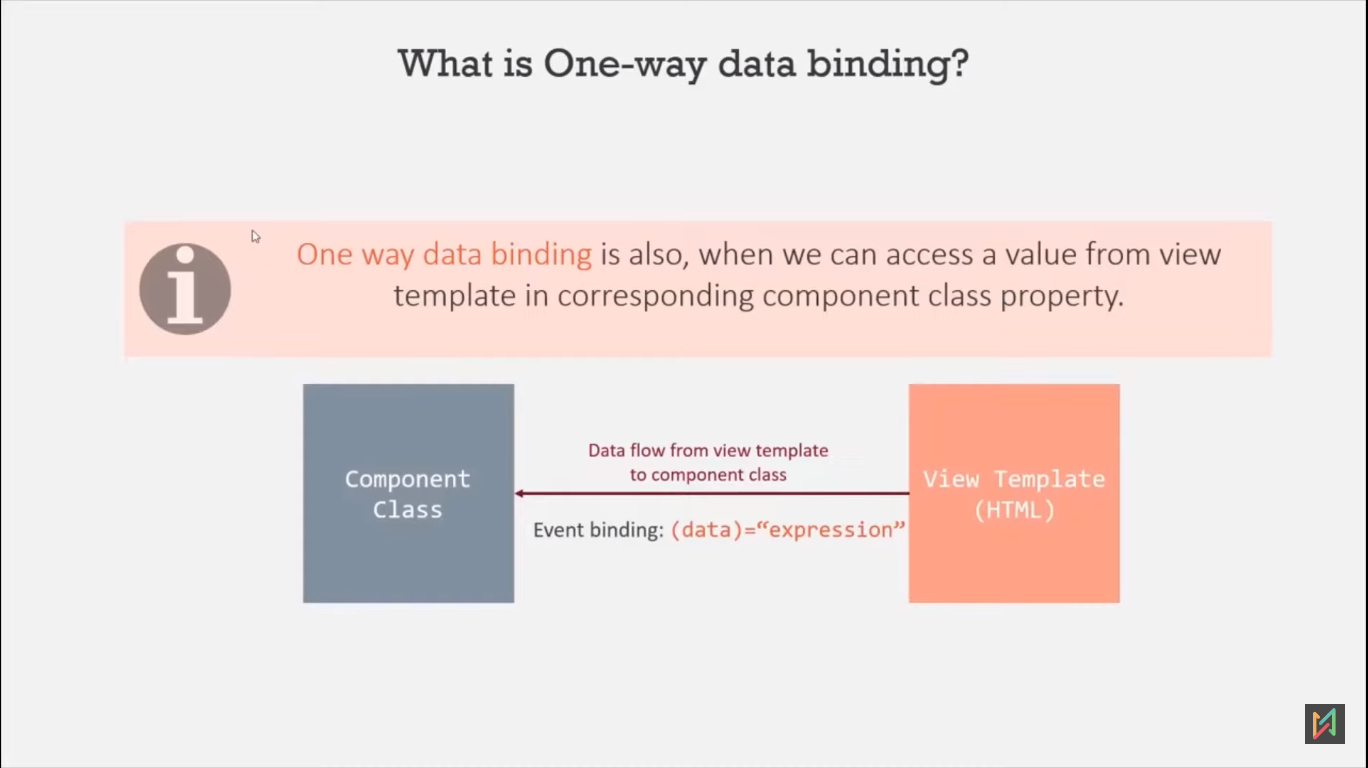 What is One-way data binding?
One way data binding is also, when we can access a value from view
template in corresponding component class property.
Component
Class
Data flow from view template
to component class
Event binding: (data)=“expression”
View Template
(HTML)